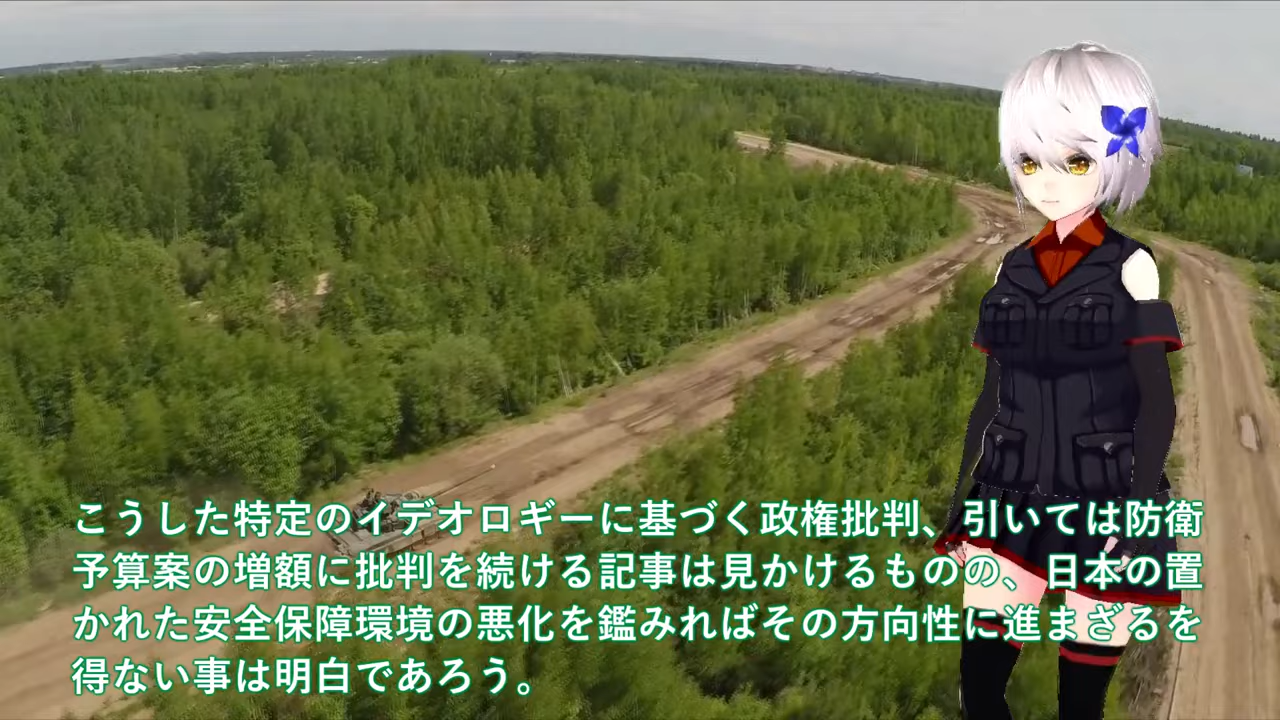 こうした特定のイデオロギーに基づく政権批判、引いては防衛
予算案の増額に批判を続ける記事は見かけるものの、日本の置
かれた安全保障環境の悪化を鑑みればその方向性に進まざるを
得ない事は明白であろう。